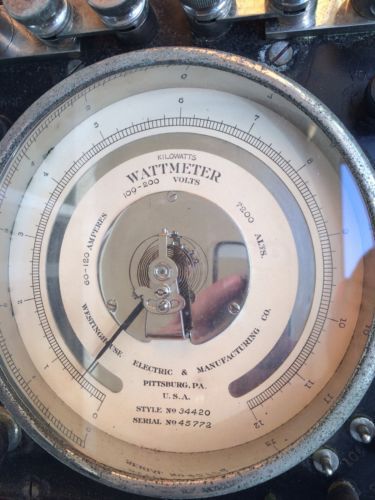 KILOWATTS
WATTMETER
100-200 VOLTS
60-120 AMPERES
7200 ALTS.
WESTINGHOUSE ELECTRIC & MANUFACTURING CO.
PITTSBURG, PA.
U.S.A.
STYLE NO 34420
SERIAL NO 45772
0
1
2
3
4
5
6
7
8
9
10
11
12